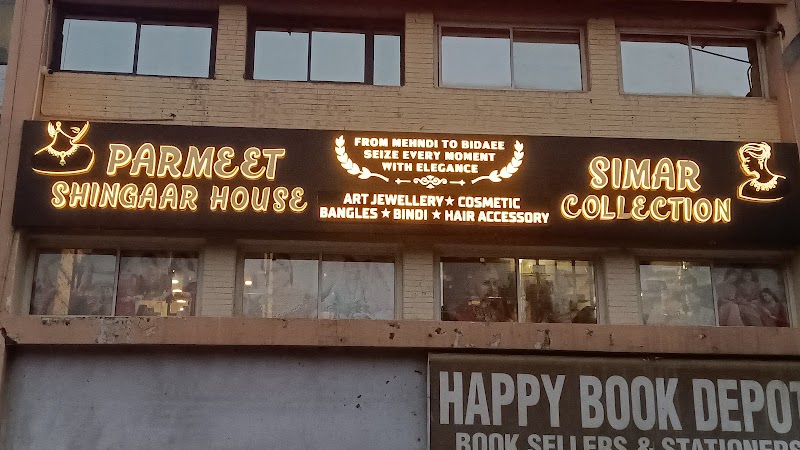 PARMEET
SHINGAAR HOUSE
FROM MEHNDI TO BIDAEE
SEIZE EVERY MOMENT
WITH ELEGANCE
ART JEWELLERY★ COSMETIC
BANGLES ★ BINDI ★ HAIR ACCESSORY
SIMAR
COLLECTION
HAPPY BOOK DEPOT
BOOK SELLERS & STATIONERS